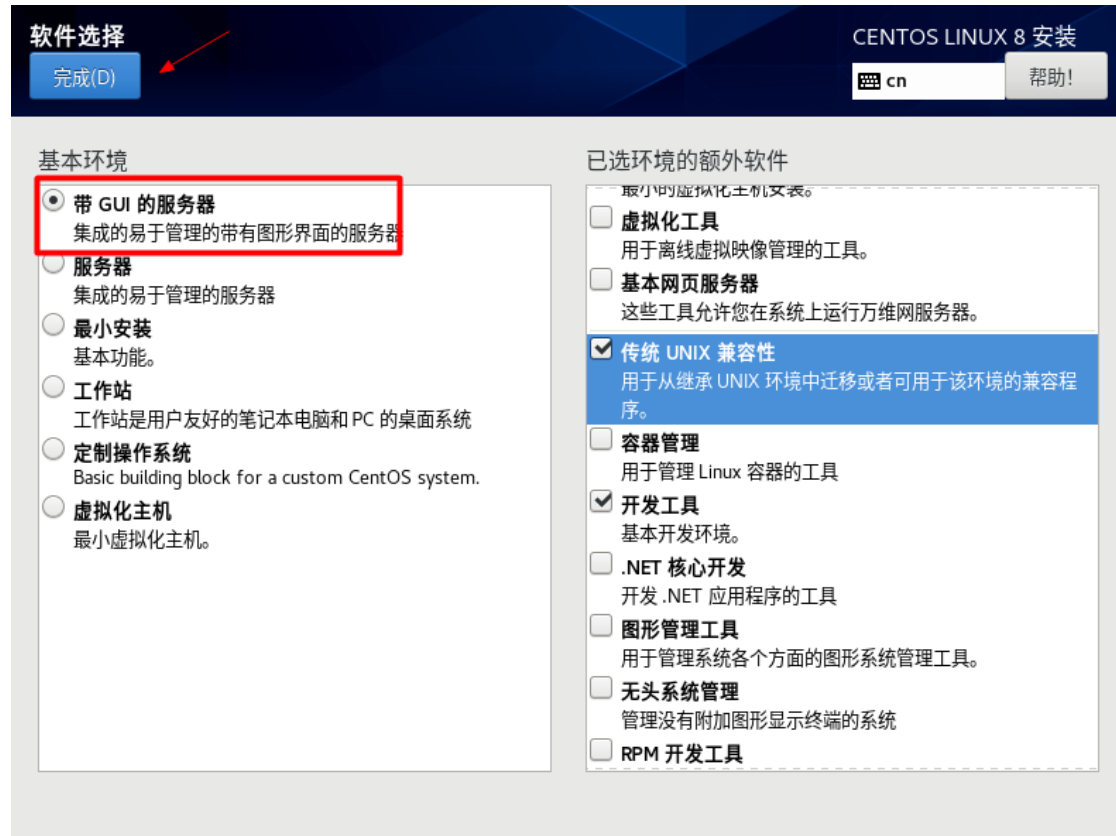 软件选择
完成(D)
CENTOS LINUX 8 安装
cn
帮助!
基本环境
带 GUI 的服务器
集成的易于管理的带有图形界面的服务器
服务器
集成的易于管理的服务器
最小安装
基本功能。
工作站
工作站是用户友好的笔记本电脑和 PC 的桌面系统
定制操作系统
Basic building block for a custom CentOS system.
虚拟化主机
最小虚拟化主机。
已选环境的额外软件
最小的虚拟化主机安装。
虚拟化工具
用于离线虚拟映像管理的工具。
基本网页服务器
这些工具允许您在系统上运行万维网服务器。
传统 UNIX 兼容性
用于从继承 UNIX 环境中迁移或者可用于该环境的兼容程
序。
容器管理
用于管理 Linux 容器的工具
开发工具
基本开发环境。
.NET 核心开发
开发 .NET 应用程序的工具
图形管理工具
用于管理系统各个方面的图形系统管理工具。
无头系统管理
管理没有附加图形显示终端的系统
RPM 开发工具